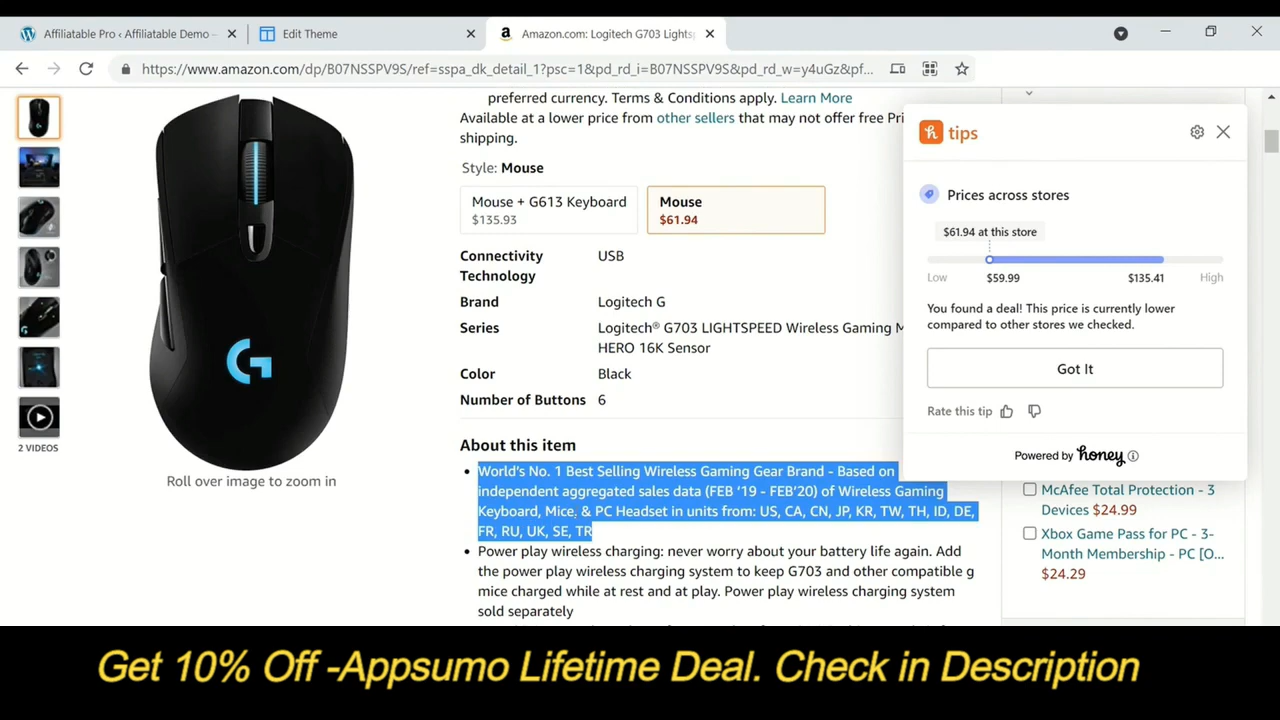 Affiliatable Pro ‹ Affiliatable Demo –
Edit Theme
Amazon.com: Logitech G703 Lights
https://www.amazon.com/dp/B07NSSPV9S/ref=sspa_dk_detail_1?psc=1&pd_rd_i=B07NSSPV9S&pd_rd_w=y4uGz&pf...
preferred currency. Terms & Conditions apply. Learn More
Available at a lower price from other sellers that may not offer free Pri
shipping.
Style: Mouse
Mouse + G613 Keyboard
$135.93
Mouse
$61.94
Connectivity Technology
USB
Brand
Logitech G
Series
Logitech® G703 LIGHTSPEED Wireless Gaming M
HERO 16K Sensor
Color
Black
Number of Buttons
6
2 VIDEOS
Roll over image to zoom in
About this item
World's No. 1 Best Selling Wireless Gaming Gear Brand - Based on
independent aggregated sales data (FEB ‘19 - FEB’20) of Wireless Gaming
Keyboard, Mice, & PC Headset in units from: US, CA, CN, JP, KR, TW, TH, ID, DE,
FR, RU, UK, SE, TR
Power play wireless charging: never worry about your battery life again. Add
the power play wireless charging system to keep G703 and other compatible g
mice charged while at rest and at play. Power play wireless charging system
sold separately
tips
Prices across stores
$61.94 at this store
Low
$59.99
$135.41
High
You found a deal! This price is currently lower
compared to other stores we checked.
Got It
Rate this tip
Powered by honey
McAfee Total Protection - 3
Devices $24.99
Xbox Game Pass for PC - 3-
Month Membership - PC [O...
$24.29
Get 10% Off -Appsumo Lifetime Deal. Check in Description